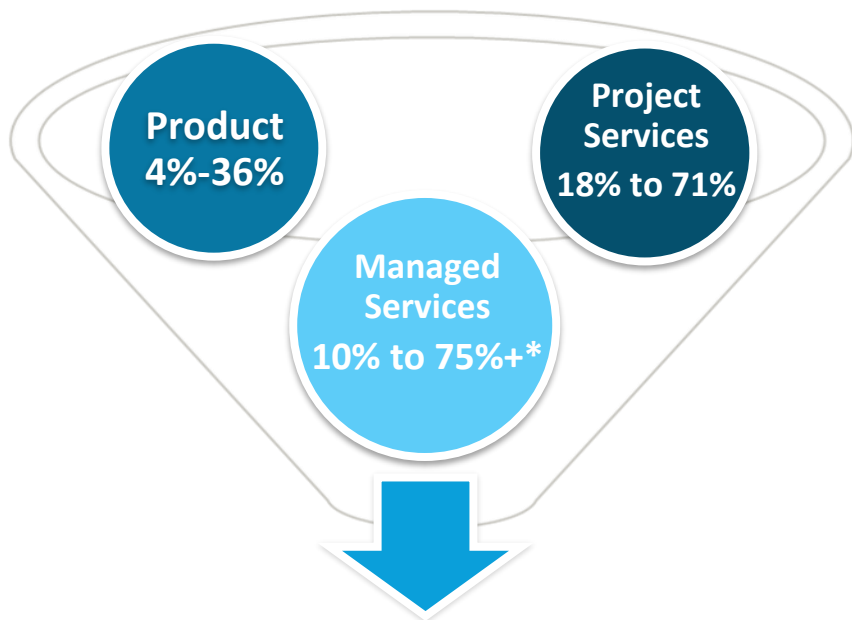 Product
4%-36%
Project
Services
18% to 71%
Managed
Services
10% to 75%+*